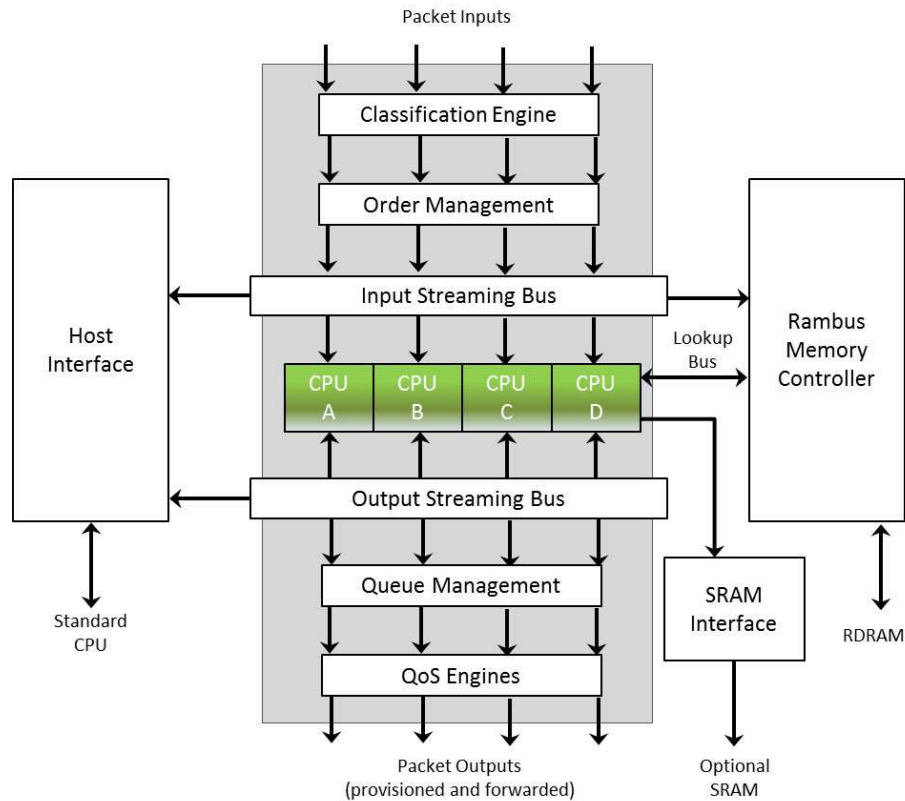 Packet Inputs
Classification Engine
Order Management
Input Streaming Bus
Host
Interface
Lookup
Bus
Rambus
Memory
Controller
CPU
A
CPU
B
CPU
C
CPU
D
Output Streaming Bus
Queue Management
SRAM
Interface
Standard
CPU
RDRAM
QoS Engines
Packet Outputs
(provisioned and forwarded)
Optional
SRAM